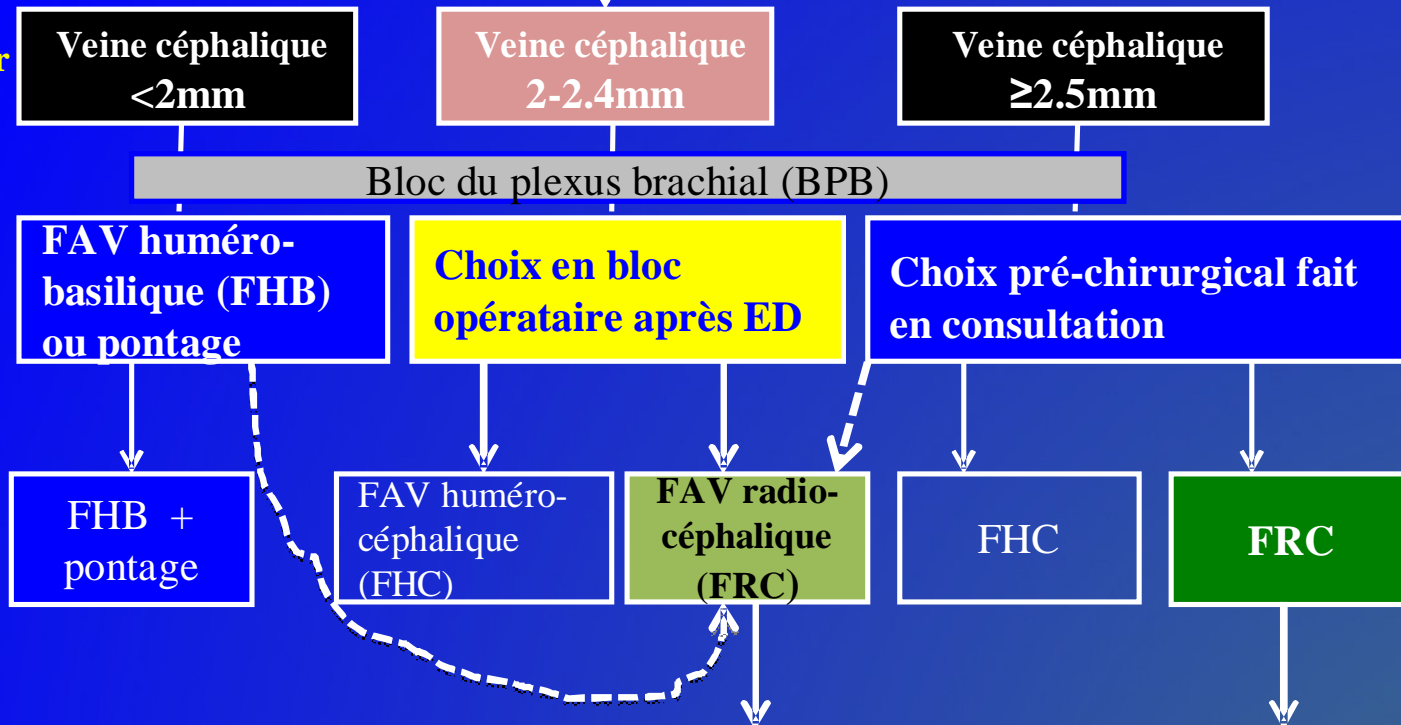 r
Veine céphalique
<2mm
Veine céphalique
2-2.4mm
Veine céphalique
≥2.5mm
Bloc du plexus brachial (BPB)
FAV huméro-
basilique (FHB)
ou pontage
Choix en bloc
opérataire après ED
Choix pré-chirurgical fait
en consultation
FHB +
pontage
FAV huméro-
céphalique
(FHC)
FAV radio-
céphalique
(FRC)
FHC
FRC